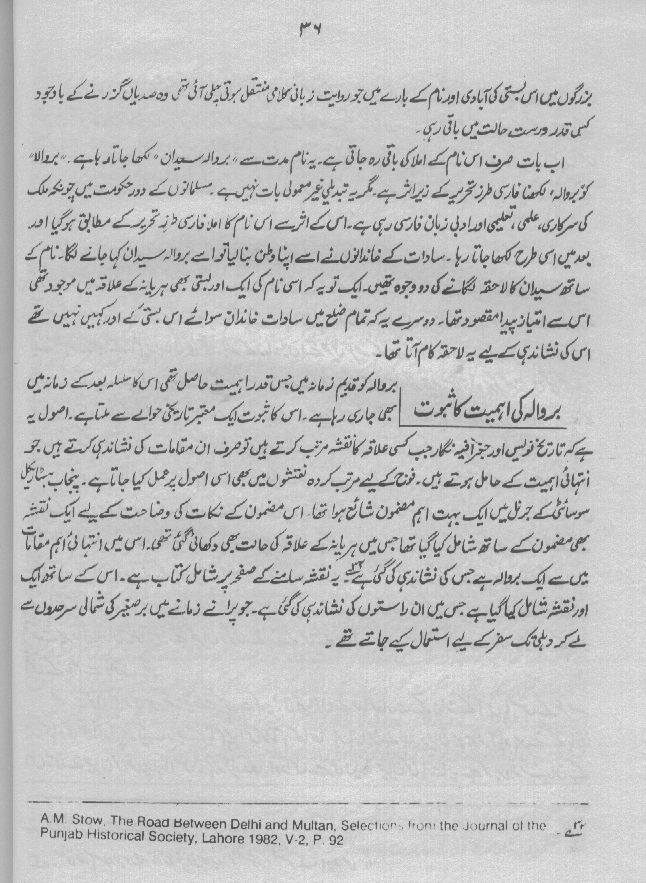 ۳۶
بزرگوں میں اس بستی کی آبادی اور نام کے بارے میں جو روایت زبانی کلامی منتقل ہوتی چلی آئی تھی وہ صدیاں گزرنے کے باوجود
کسی قدر درست حالت میں باقی رہی۔
اب بات صرف اس نام کے املا کی باقی رہ جاتی ہے۔ یہ نام مدت سے "بروالہ سیدان" لکھا جاتا رہا ہے۔ "بروالا"
کو بروالہ لکھنا فارسی طرز تحریر کے زیر اثر ہے۔ مگر یہ تبدیلی غیر معمولی بات نہیں ہے۔ مسلمانوں کے دور حکومت میں چونکہ ملک
کی سرکاری، علمی، تعلیمی اور ادبی زبان فارسی رہی ہے۔ اس کے اثر سے اس نام کا املا فارسی طرز تحریر کے مطابق ہو گیا اور
بعد میں اسی طرح لکھا جاتا رہا۔ سادات کے خاندانوں نے اسے اپنا وطن بنا لیا تو اسے بروالہ سیدان کہا جانے لگا۔ نام کے
ساتھ سیدان کا لاحقہ لگانے کی دو وجوہ تھیں۔ ایک تو یہ کہ اسی نام کی ایک اور بستی بھی ہریانہ کے علاقہ میں موجود تھی
اس سے امتیاز پیدا مقصود تھا۔ دوسرے یہ کہ تمام ضلع میں سادات خاندان سوائے اس بستی کے اور کہیں نہیں تھے
اس کی نشاندہی کے لیے یہ لاحقہ کام آتا تھا۔
بروالہ کی اہمیت کا ثبوت
بروالہ کو قدیم زمانہ میں جس قدر اہمیت حاصل تھی اس کا سلسلہ بعد کے زمانہ میں
بھی جاری رہا ہے۔ اس کا ثبوت ایک معتبر تاریخی حوالے سے ملتا ہے۔ اصول یہ
ہے کہ تاریخ نویس اور جغرافیہ نگار جب کسی علاقہ کا نقشہ مرتب کرتے ہیں تو صرف ان مقامات کی نشاندہی کرتے ہیں جو
انتہائی اہمیت کے حامل ہوتے ہیں۔ فوج کے لیے مرتب کردہ نقشوں میں بھی اسی اصول پر عمل کیا جاتا ہے۔ پنجاب ہسٹاریکل
سوسائٹی کے جرنل میں ایک بہت اہم مضمون شائع ہوا تھا۔ اس مضمون کے نکات کی وضاحت کے لیے ایک نقشہ
بھی مضمون کے ساتھ شامل کیا گیا تھا جس میں ہریانہ کے علاقہ کی حالت بھی دکھائی گئی تھی۔ اس میں انتہائی اہم مقامات
میں سے ایک بروالہ ہے جس کی نشاندہی کی گئی ہے یہ نقشہ سامنے کے صفحہ پر شامل کتاب ہے۔ اس کے ساتھ ایک
اور نقشہ شامل کیا گیا ہے جس میں ان راستوں کی نشاندہی کی گئی ہے۔ جو پرانے زمانے میں برصغیر کی شمالی سرحدوں سے
لے کر دہلی تک سفر کے لیے استعمال کیے جاتے تھے۔
A.M. Stow, The Road Between Delhi and Multan, Selections from the Journal of the
Punjab Historical Society, Lahore 1982, V-2, P. 92